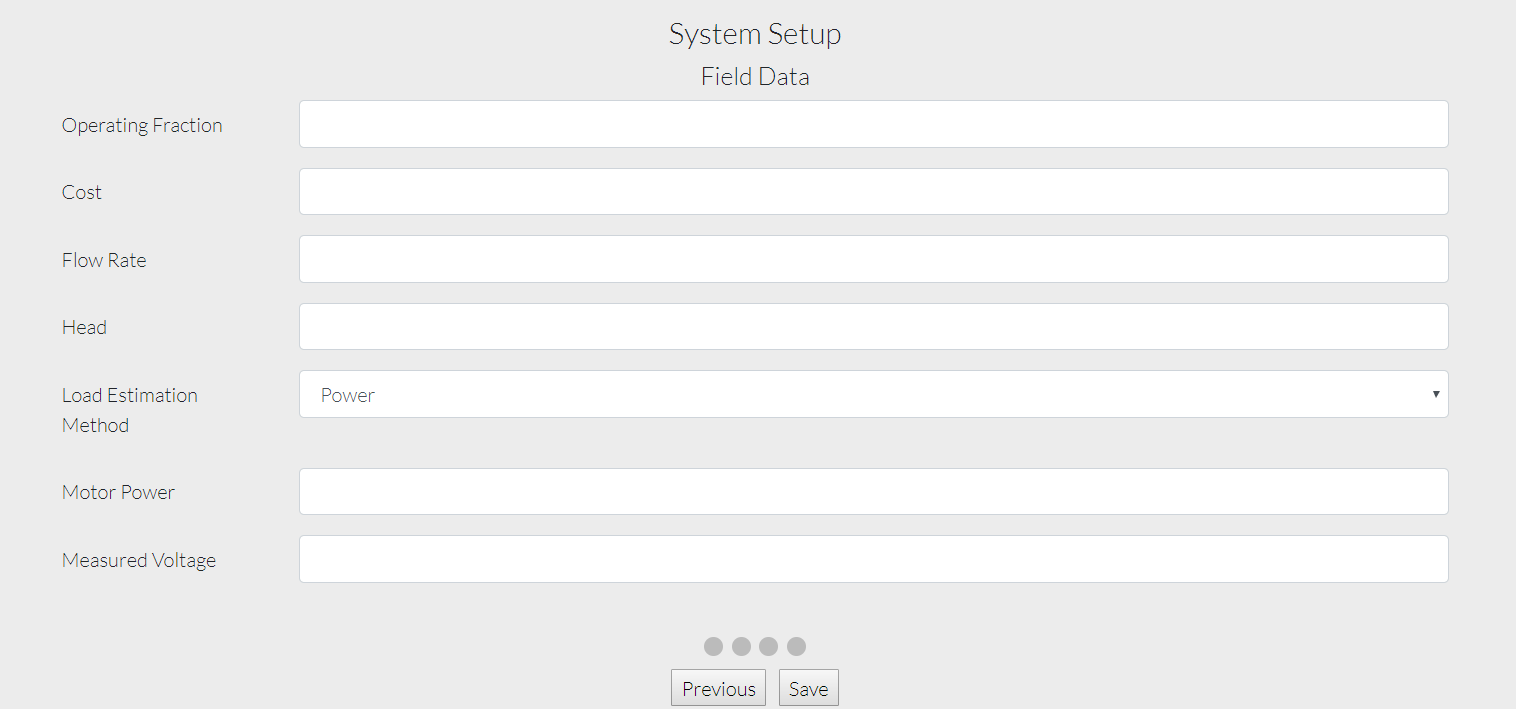 System Setup
Field Data
Operating Fraction
Cost
Flow Rate
Head
Load Estimation
Method
Power
Motor Power
Measured Voltage
Previous
Save